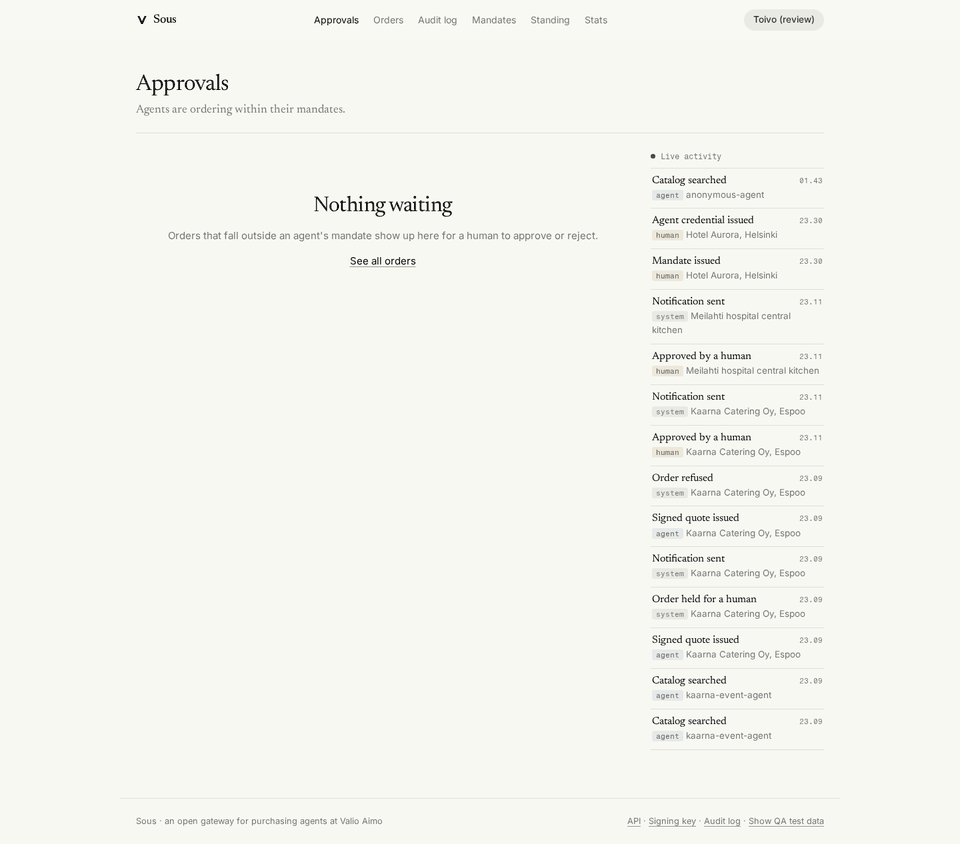 Sous
Approvals Orders Audit log Mandates Standing Stats
Toivo (review)
Approvals
Agents are ordering within their mandates.
Nothing waiting
Orders that fall outside an agent's mandate show up here for a human to approve or reject.
See all orders
Live activity
Catalog searched 01.43
agent anonymous-agent
Agent credential issued 23.30
human Hotel Aurora, Helsinki
Mandate issued 23.30
human Hotel Aurora, Helsinki
Notification sent 23.11
system Meilahti hospital central
kitchen
Approved by a human 23.11
human Meilahti hospital central kitchen
Notification sent 23.11
system Kaarna Catering Oy, Espoo
Approved by a human 23.11
human Kaarna Catering Oy, Espoo
Order refused 23.09
system Kaarna Catering Oy, Espoo
Signed quote issued 23.09
agent Kaarna Catering Oy, Espoo
Notification sent 23.09
system Kaarna Catering Oy, Espoo
Order held for a human 23.09
system Kaarna Catering Oy, Espoo
Signed quote issued 23.09
agent Kaarna Catering Oy, Espoo
Catalog searched 23.09
agent kaarna-event-agent
Catalog searched 23.09
agent kaarna-event-agent
Sous · an open gateway for purchasing agents at Valio Aimo
API · Signing key · Audit log · Show QA test data